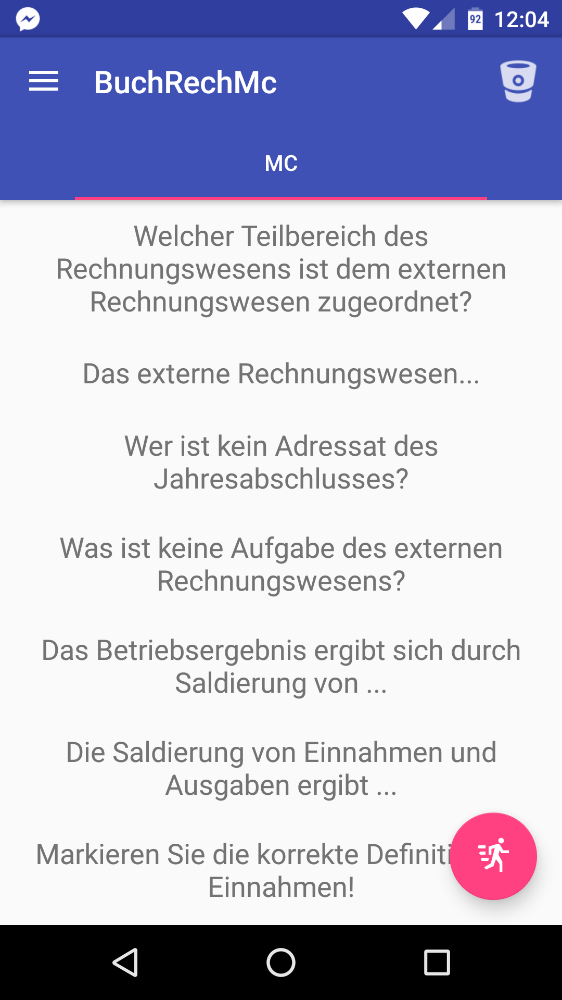 92 12:04
BuchRechMc
MC
Welcher Teilbereich des
Rechnungswesens ist dem externen
Rechnungswesen zugeordnet?
Das externe Rechnungswesen...
Wer ist kein Adressat des
Jahresabschlusses?
Was ist keine Aufgabe des externen
Rechnungswesens?
Das Betriebsergebnis ergibt sich durch
Saldierung von ...
Die Saldierung von Einnahmen und
Ausgaben ergibt ...
Markieren Sie die korrekte
Einnahmen!